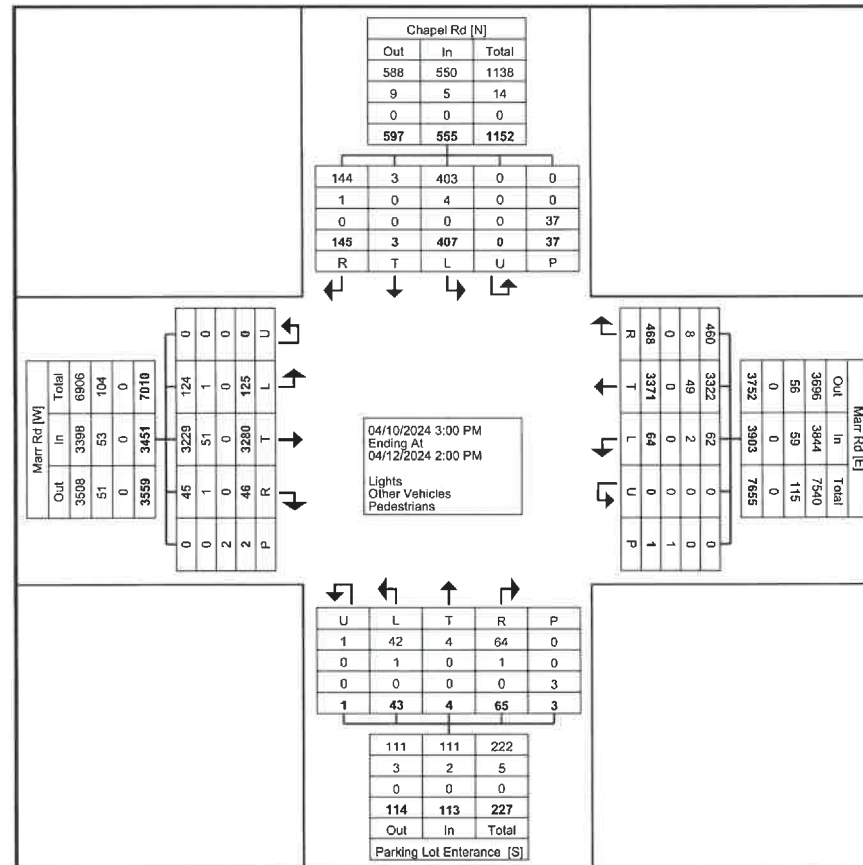 Chapel Rd [N]
Out In Total
588 550 1138
9 5 14
0 0 0
597 555 1152
144 3 403 0 0
1 0 4 0 0
0 0 0 0 37
145 3 407 0 37
R T L U P
Marr Rd [W]
Total In Out
6906 3398 3508
104 53 51
0 0 0
7010 3451 3559
0 124 3229 45 0
0 1 51 1 0
0 0 0 0 2
0 125 3280 46 2
U L T R P
04/10/2024 3:00 PM
Ending At
04/12/2024 2:00 PM
Lights
Other Vehicles
Pedestrians
R T L U P
468 3371 64 0 1
0 0 0 0 1
8 49 2 0 0
460 3322 62 0 0
3752 3903 7655
0 0 0
56 59 115
3696 3844 7540
Out In Total
Marr Rd [E]
U L T R P
1 42 4 64 0
0 1 0 1 0
0 0 0 0 3
1 43 4 65 3
111 111 222
3 2 5
0 0 0
114 113 227
Out In Total
Parking Lot Enterance [S]